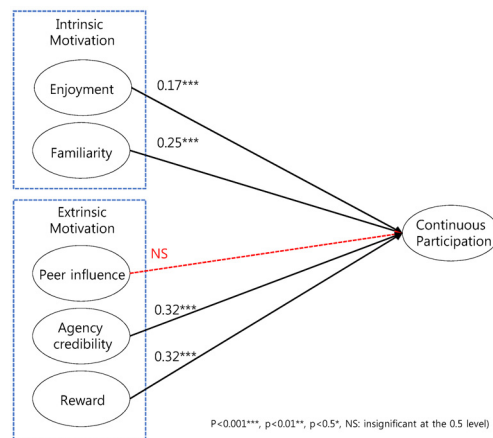 Intrinsic
Motivation
Enjoyment
0.17***
Familiarity
0.25***
Extrinsic
Motivation
Peer influence
NS
Agency
credibility
0.32***
Reward
0.32***
Continuous
Participation
P<0.001***, p<0.01**, p<0.5*, NS: insignificant at the 0.5 level)